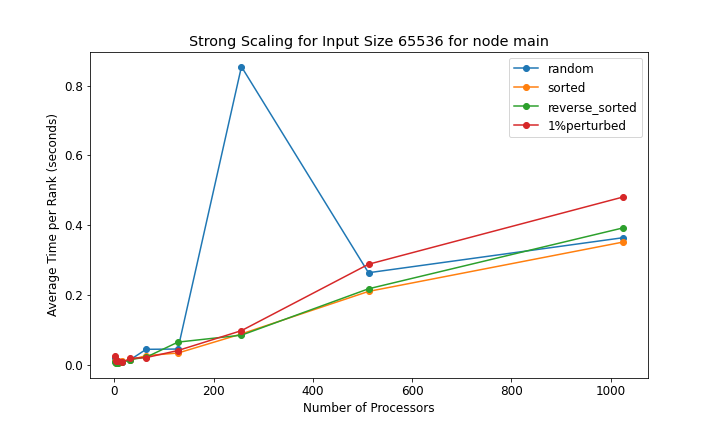 Strong Scaling for Input Size 65536 for node main
random
sorted
reverse_sorted
1%perturbed
Average Time per Rank (seconds)
0.8
0.6
0.4
0.2
0.0
0
200
400
600
800
1000
Number of Processors